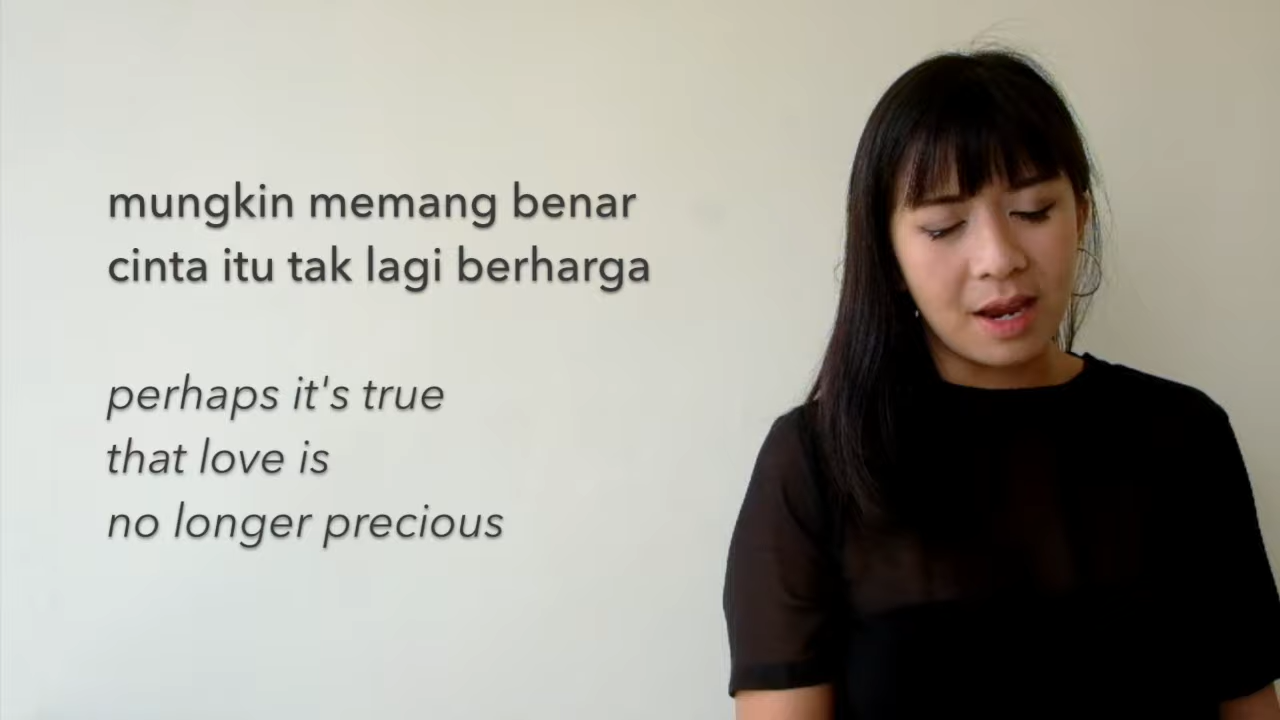 mungkin memang benar
cinta itu tak lagi berharga
perhaps it's true
that love is
no longer precious